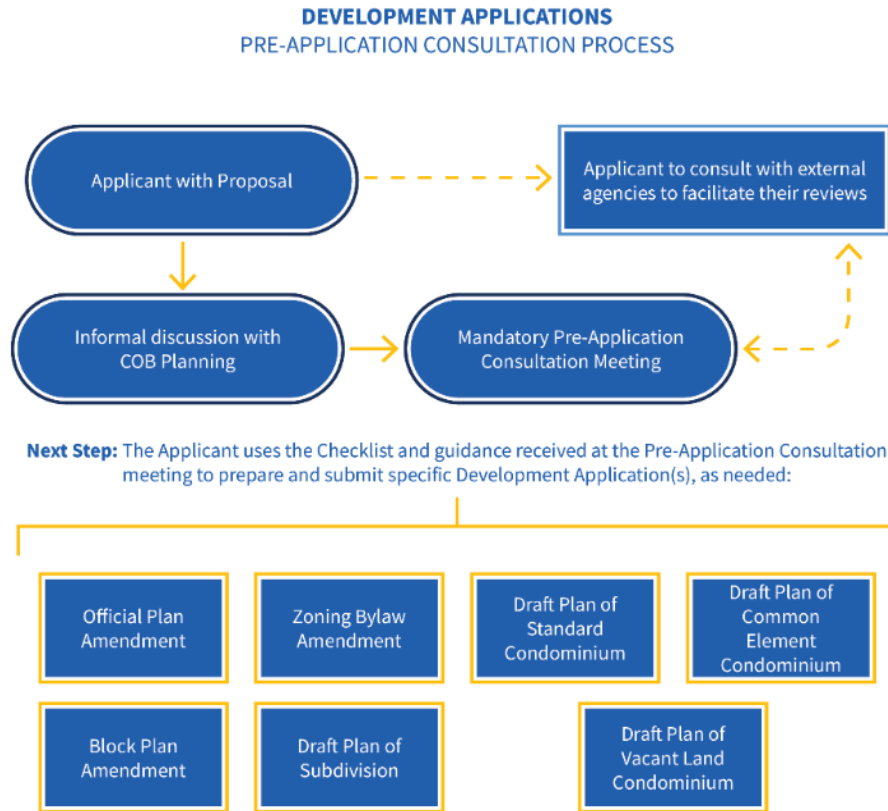 DEVELOPMENT APPLICATIONS
PRE-APPLICATION CONSULTATION PROCESS
Applicant with Proposal
Applicant to consult with external
agencies to facilitate their reviews
Informal discussion with
COB Planning
Mandatory Pre-Application
Consultation Meeting
Next Step: The Applicant uses the Checklist and guidance received at the Pre-Application Consultation
meeting to prepare and submit specific Development Application(s), as needed:
Official Plan
Amendment
Zoning Bylaw
Amendment
Draft Plan of
Standard
Condominium
Draft Plan of
Common
Element
Condominium
Block Plan
Amendment
Draft Plan of
Subdivision
Draft Plan of
Vacant Land
Condominium